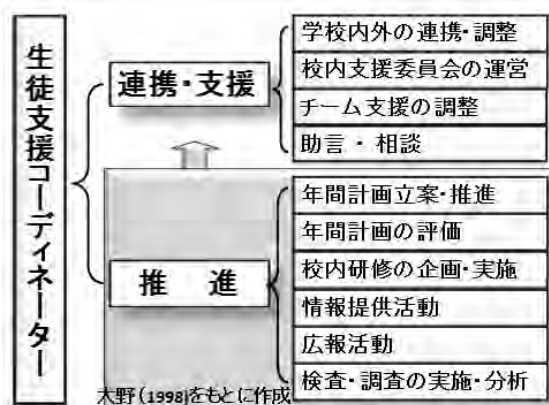 生徒支援コーディネーター
連携・支援
学校内外の連携・調整
校内支援委員会の運営
チーム支援の調整
助言・相談
推進
年間計画立案・推進
年間計画の評価
校内研修の企画・実施
情報提供活動
広報活動
検査・調査の実施・分析
大野(1998)をもとに作成